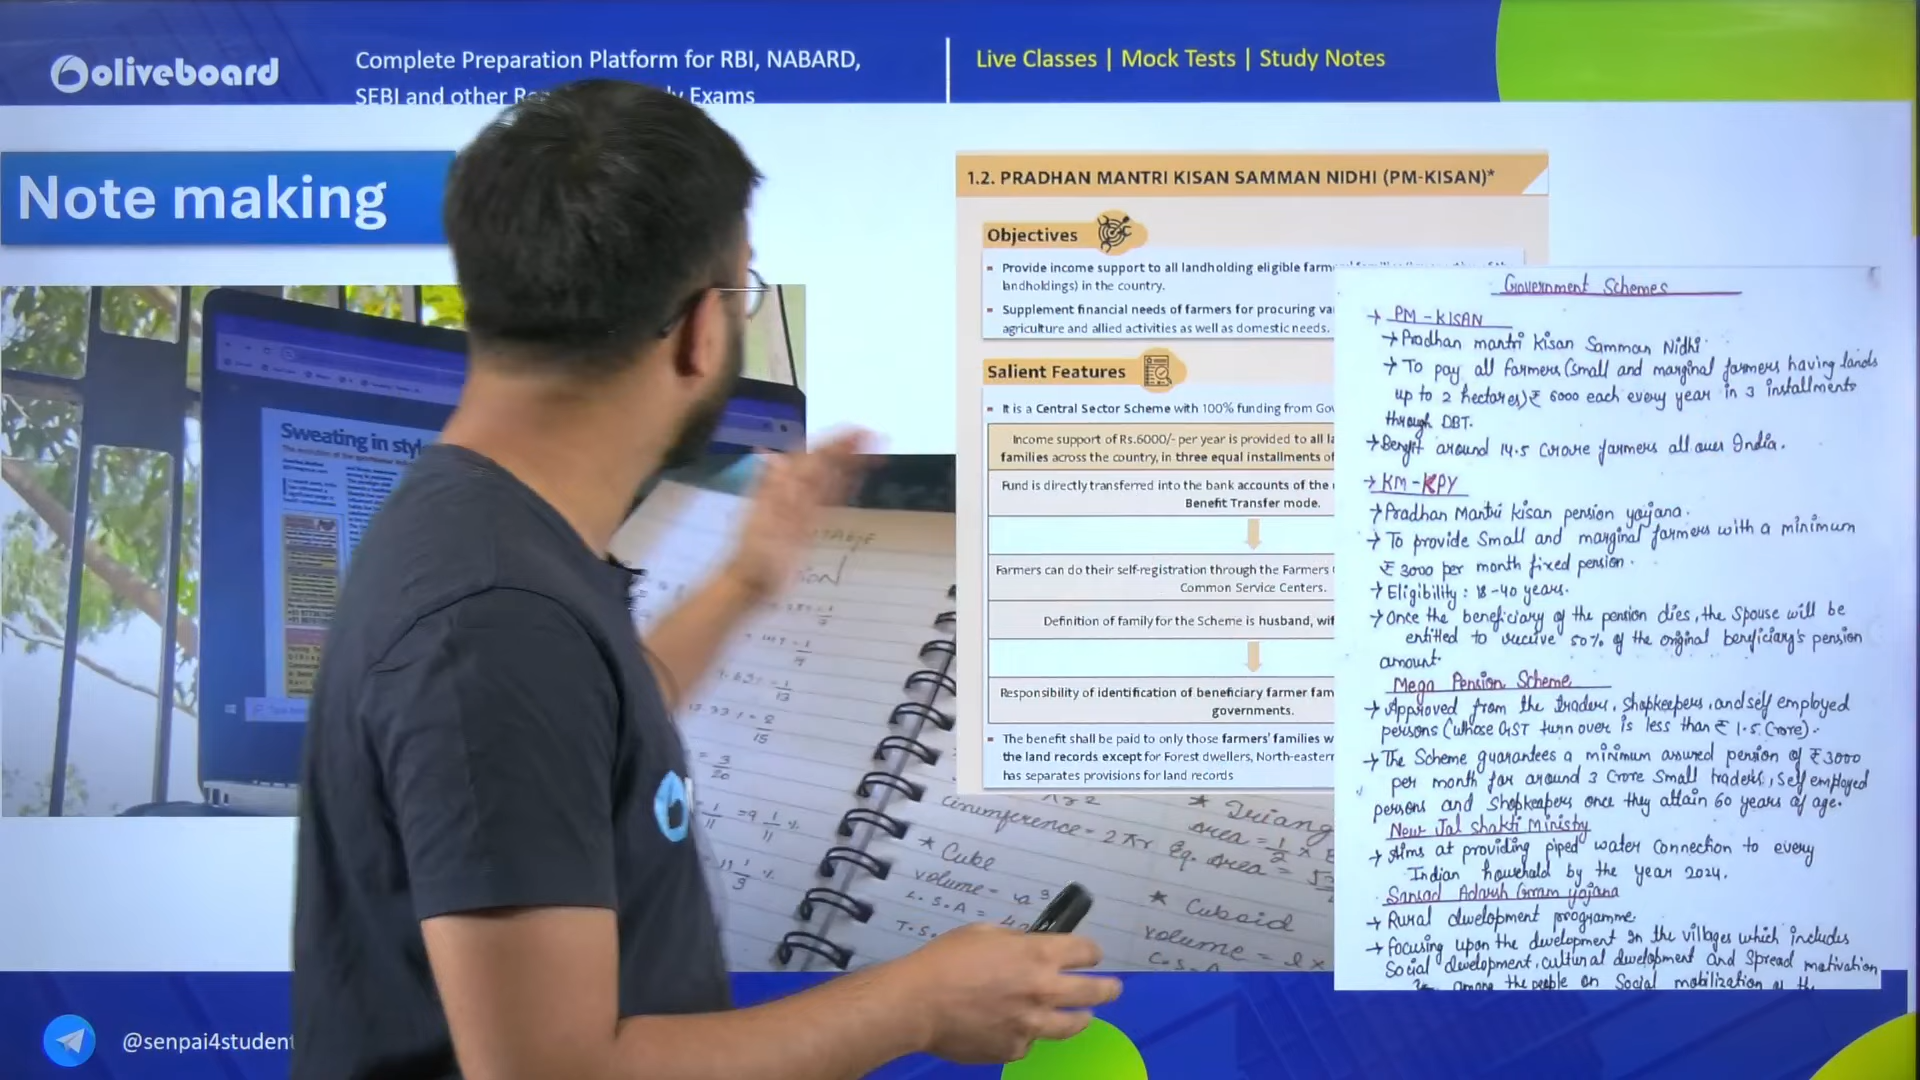 oliveboard
Complete Preparation Platform for RBI, NABARD,
SEBI and other Exams
Live Classes | Mock Tests | Study Notes
Note making
Sweating in
1.2. PRADHAN MANTRI KISAN SAMMAN NIDHI (PM-KISAN)*
Objectives
Provide income support to all landholding eligible
landholdings) in the country.
Supplement financial needs of farmers for procuring
agriculture and allied activities as well as domestic needs.
Salient Features
It is a Central Sector Scheme with 100% funding from
Income support of Rs.6000/- per year is provided to all
families across the country, in three equal installments
Fund is directly transferred into the bank accounts of the
Benefit Transfer mode.
Farmers can do their self-registration through the Farmers
Common Service Centers.
Definition of family for the Scheme is husband,
Responsibility of identification of beneficiary farmer
governments.
The benefit shall be paid to only those farmers' families
the land records except for Forest dwellers, North-eastern
has separate provisions for land records
Government Schemes
→ PM - KISAN
→ Pradhan mantri Kisan Samman Nidhi
→ To pay all farmers (small and marginal farmers having lands
up to 2 hectares) ₹ 6000 each every year in 3 installments
through DBT.
→ Benefit around 14.5 crore farmers all over India.
→ KM - KPY
→ Pradhan Mantri kisan pension yojana.
→ To provide Small and marginal farmers with a minimum
₹ 3000 per month fixed pension.
→ Eligibility : 18-40 years.
→ Once the beneficiary of the pension dies, the Spouse will be
entitled to receive 50% of the original beneficiary's pension
amount.
Mega Pension Scheme
→ Approved from the traders, Shopkeepers, and self employed
persons (whose GST turn over is less than ₹ 1.5 Crore).
→ The Scheme guarantees a minimum assured pension of ₹ 3000
per month for around 3 Crore Small traders, self employed
persons and Shopkeepers once they attain 60 years of age.
New Jal Shakti Ministry
→ Aims at providing piped water Connection to every
Indian household by the year 2024.
Sansad Adarsh Gram yojana
→ Rural development programme.
→ Focusing upon the development in the villages which includes
Social development, cultural development and Spread motivation
among the people on Social mobilization
Circumference = 2πr
Eq. Area =
★ Cube
volume = a³
L.S.A =
★
Area = 1/2 ×
★ Cuboid
volume = l ×
@senpai4student